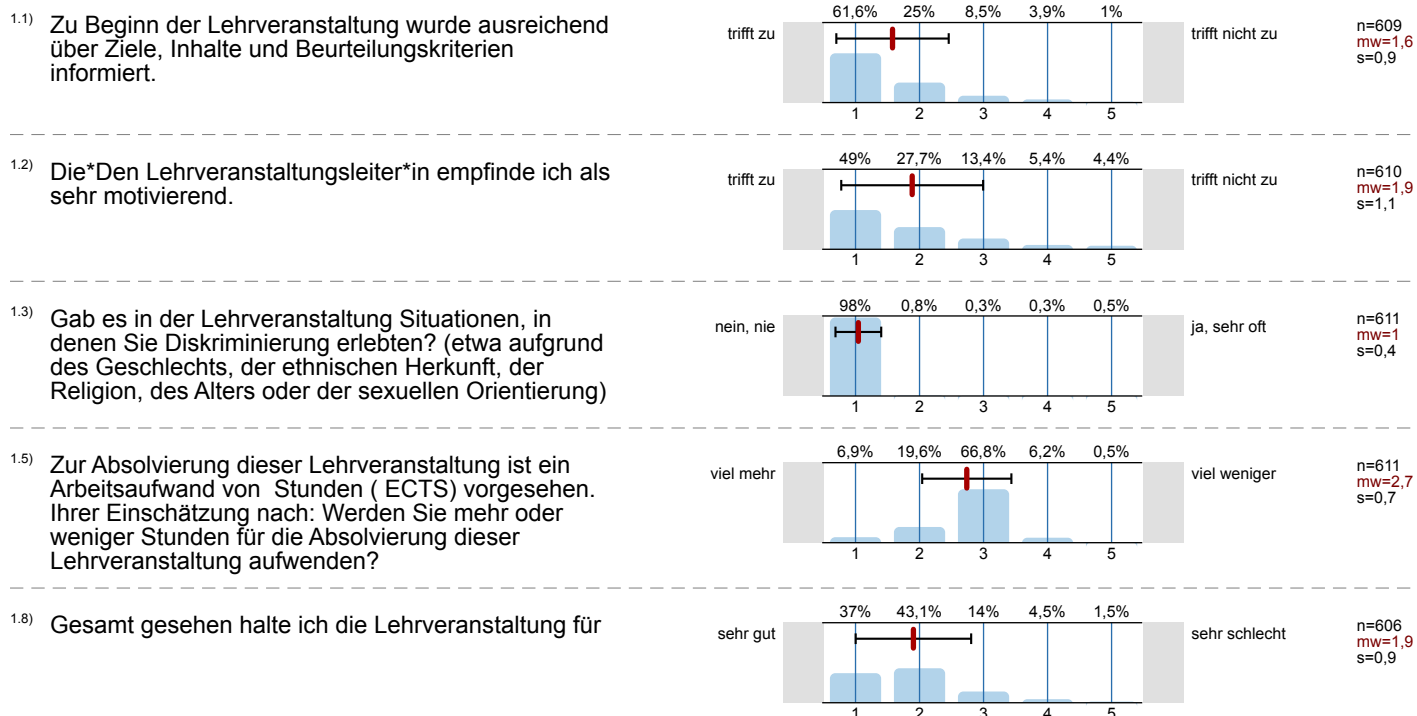 1.1) Zu Beginn der Lehrveranstaltung wurde ausreichend
über Ziele, Inhalte und Beurteilungskriterien
informiert.
61,6% 25% 8,5% 3,9% 1%
trifft zu trifft nicht zu
1 2 3 4 5
n=609
mw=1,6
s=0,9
1.2) Die*Den Lehrveranstaltungsleiter*in empfinde ich als
sehr motivierend.
49% 27,7% 13,4% 5,4% 4,4%
trifft zu trifft nicht zu
1 2 3 4 5
n=610
mw=1,9
s=1,1
1.3) Gab es in der Lehrveranstaltung Situationen, in
denen Sie Diskriminierung erlebten? (etwa aufgrund
des Geschlechts, der ethnischen Herkunft, der
Religion, des Alters oder der sexuellen Orientierung)
98% 0,8% 0,3% 0,3% 0,5%
nein, nie ja, sehr oft
1 2 3 4 5
n=611
mw=1
s=0,4
1.5) Zur Absolvierung dieser Lehrveranstaltung ist ein
Arbeitsaufwand von Stunden ( ECTS) vorgesehen.
Ihrer Einschätzung nach: Werden Sie mehr oder
weniger Stunden für die Absolvierung dieser
Lehrveranstaltung aufwenden?
6,9% 19,6% 66,8% 6,2% 0,5%
viel mehr viel weniger
1 2 3 4 5
n=611
mw=2,7
s=0,7
1.8) Gesamt gesehen halte ich die Lehrveranstaltung für
37% 43,1% 14% 4,5% 1,5%
sehr gut sehr schlecht
1 2 3 4 5
n=606
mw=1,9
s=0,9